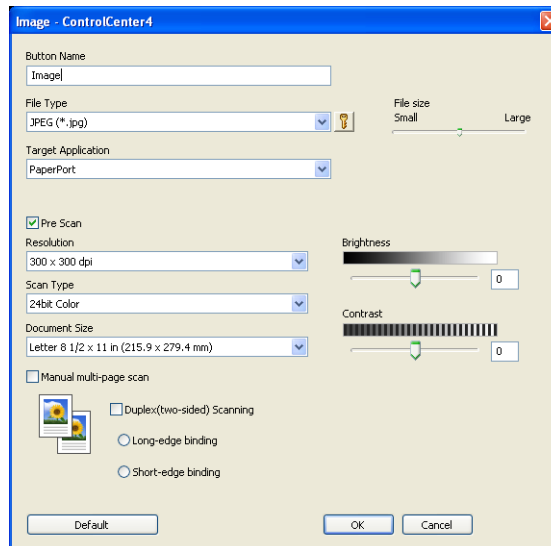 Image - ControlCenter4
Button Name
Image
File Type
JPEG (*.jpg)
File size
Small Large
Target Application
PaperPort
Pre Scan
Resolution
300 x 300 dpi
Brightness
0
Scan Type
24bit Color
Contrast
0
Document Size
Letter 8 1/2 x 11 in (215.9 x 279.4 mm)
Manual multi-page scan
Duplex(two-sided) Scanning
Long-edge binding
Short-edge binding
Default OK Cancel